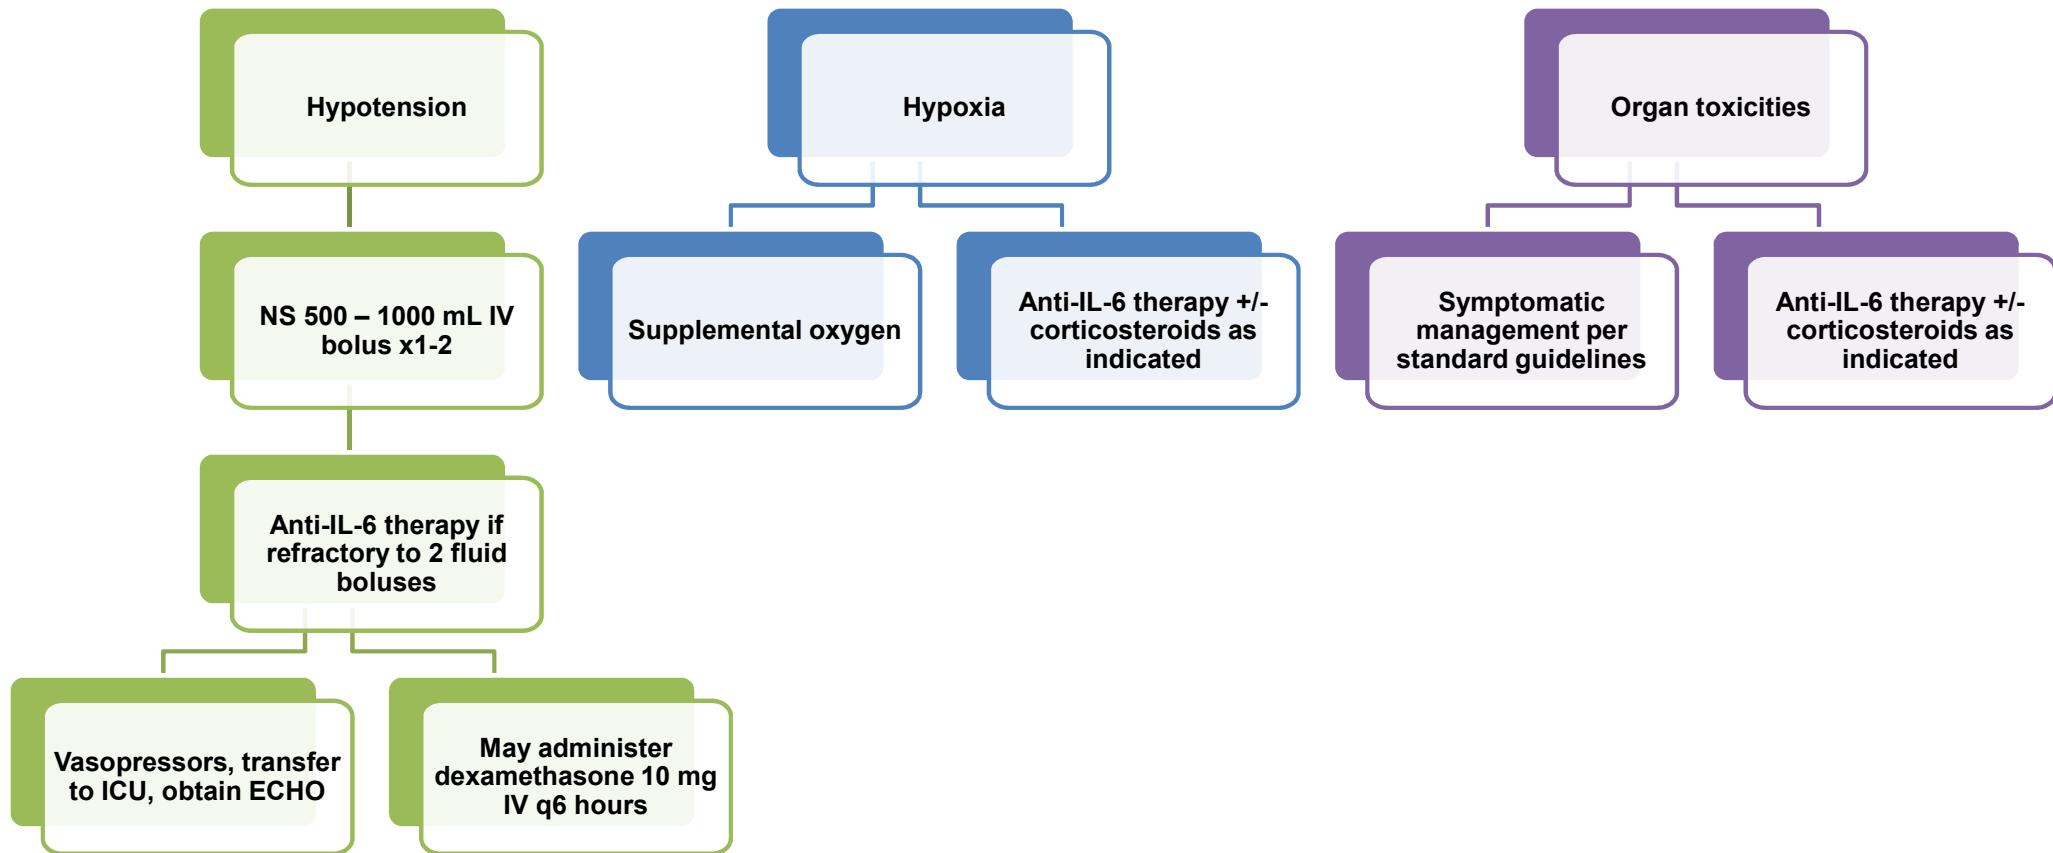 Hypotension
Hypoxia
Organ toxicities
NS 500 – 1000 mL IV
bolus x1-2
Supplemental oxygen
Anti-IL-6 therapy +/-
corticosteroids as
indicated
Symptomatic
management per
standard guidelines
Anti-IL-6 therapy +/-
corticosteroids as
indicated
Anti-IL-6 therapy if
refractory to 2 fluid
boluses
Vasopressors, transfer
to ICU, obtain ECHO
May administer
dexamethasone 10 mg
IV q6 hours